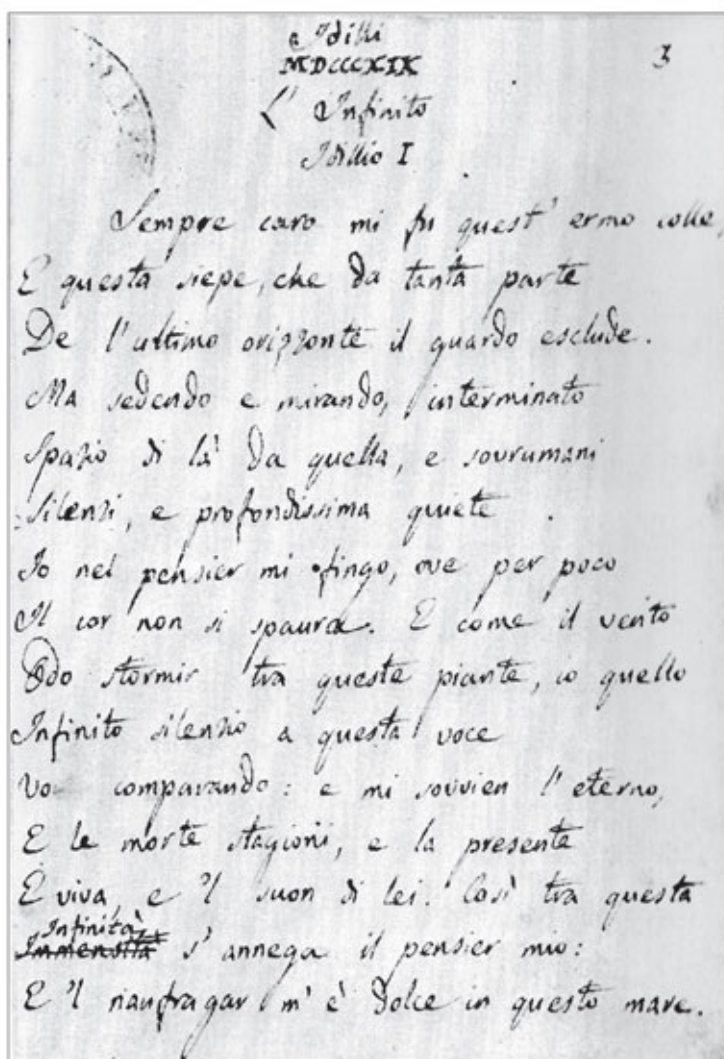 Idilli
MDCCCXIX
3
L' Infinito
Idillio I
Sempre caro mi fu quest' ermo colle,
E questa siepe, che da tanta parte
De l'ultimo orizzonte il guardo esclude.
Ma sedendo e mirando, interminato
Spazio di là da quella, e sovrumani
Silenzi, e profondissima quiete
Io nel pensier mi fingo, ove per poco
Il cor non si spaura. E come il vento
Odo stormir tra queste piante, io quello
Infinito silenzio a questa voce
Vo comparando: e mi sovvien l'eterno,
E le morte stagioni, e la presente
E viva, e 'l suon di lei. Così tra questa
Infinità
Immensità s'annega il pensier mio:
E 'l naufragar m' è dolce in questo mare.